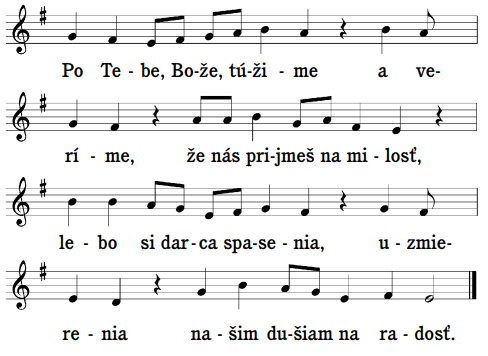 Po Te - be, Bo-že, tú-ži - me a ve-
rí - me, že nás pri-jmeš na mi - losť,
le - bo si dar-ca spa-se - nia, u - zmie-
re - nia na - šim du-šiam na ra - dosť.